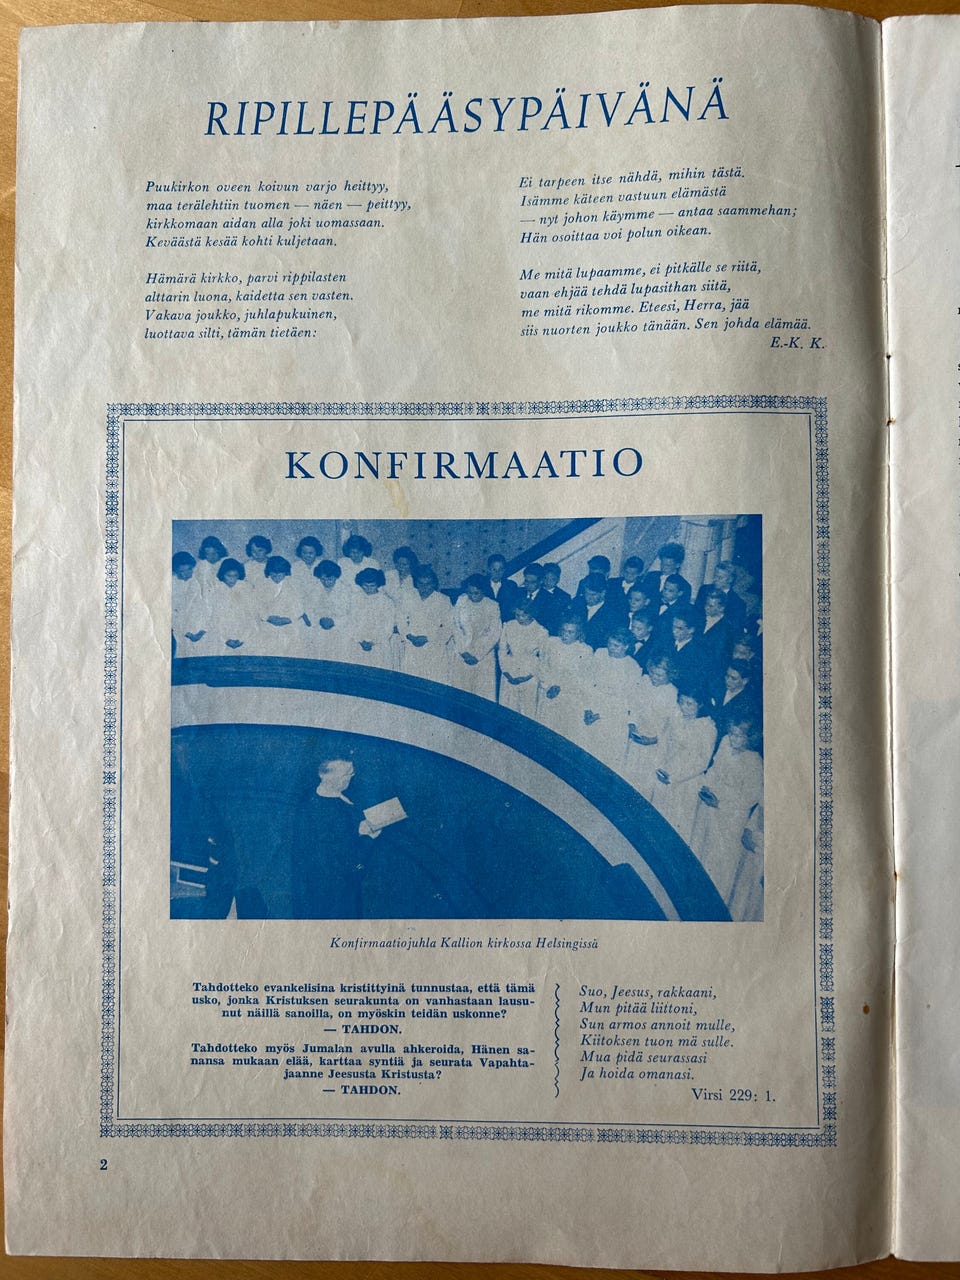 RIPILLEPÄÄSYPÄIVÄNÄ
Puukirkon oveen koivun varjo heittyy,
maa terälehtiin tuomen — näen — peittyy,
kirkkomaan aidan alla joki uomassaan.
Keväästä kesää kohti kuljetaan.
Hämärä kirkko, parvi rippilasten
alttarin luona, kaidetta sen vasten.
Vakava joukko, juhlapukuinen,
luottava silti, tämän tietäen:
Ei tarpeen itse nähdä, mihin tästä.
Isämme käteen vastuun elämästä
— nyt johon käymme — antaa saammehan;
Hän osoittaa voi polun oikean.
Me mitä lupaamme, ei pitkälle se riitä,
vaan ehjää tehdä lupasithan siitä,
me mitä rikomme. Eteesi, Herra, jää
siis nuorten joukko tänään. Sen johda elämää.
E.-K. K.
KONFIRMAATIO
Konfirmaatiojuhla Kallion kirkossa Helsingissä
Tahdotteko evankelisina kristittyinä tunnustaa, että tämä
usko, jonka Kristuksen seurakunta on vanhastaan lausu-
nut näillä sanoilla, on myöskin teidän uskonne?
— TAHDON.
Tahdotteko myös Jumalan avulla ahkeroida, Hänen sa-
nansa mukaan elää, karttaa syntiä ja seurata Vapahta-
jaanne Jeesusta Kristusta?
— TAHDON.
Suo, Jeesus, rakkaani,
Mun pitää liittoni,
Sun armos annoit mulle,
Kiitoksen tuon mä sulle.
Mua pidä seurassasi
Ja hoida omanasi.
Virsi 229: 1.
2